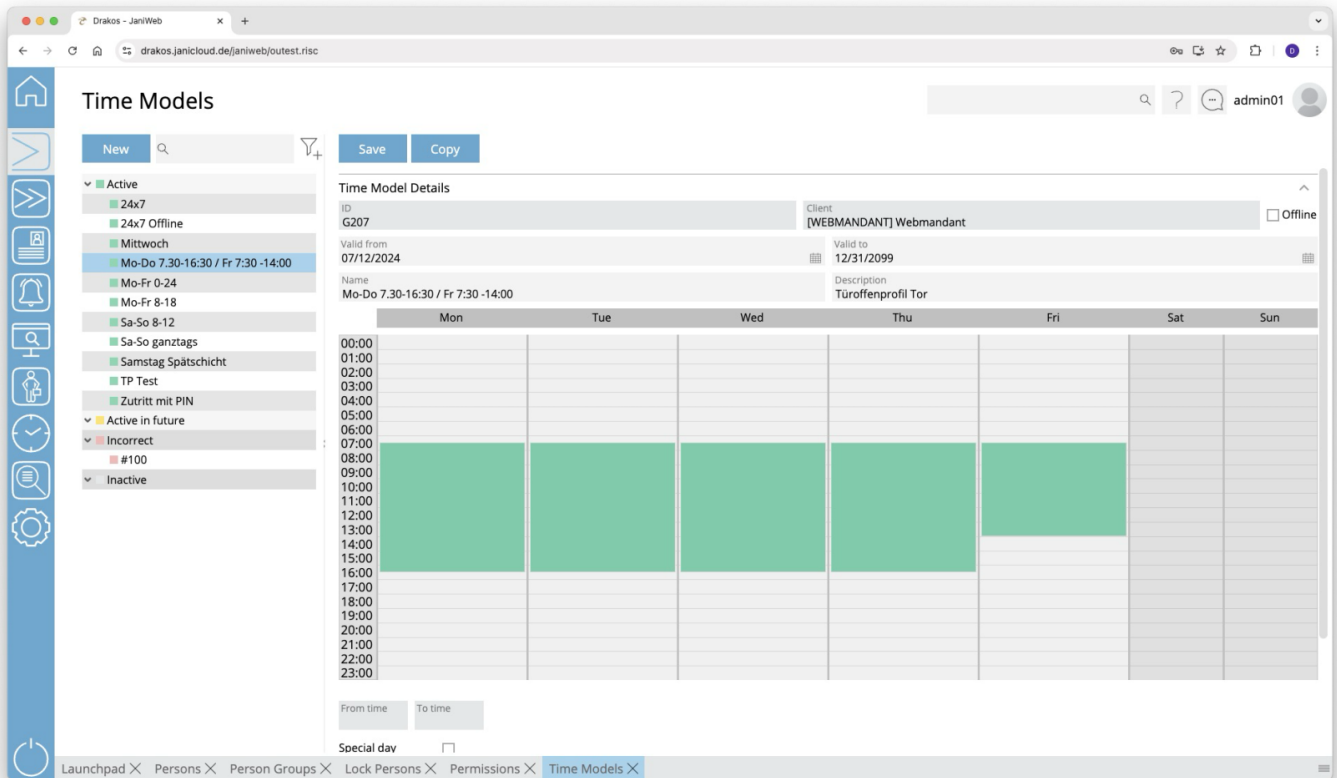 Drakos - JaniWeb
drakos.janicloud.de/janiweb/outest.risc
D
Time Models
admin01
New
Save
Copy
Active
24x7
24x7 Offline
Mittwoch
Mo-Do 7.30-16:30 / Fr 7:30 -14:00
Mo-Fr 0-24
Mo-Fr 8-18
Sa-So 8-12
Sa-So ganztags
Samstag Spätschicht
TP Test
Zutritt mit PIN
Active in future
Incorrect
#100
Inactive
Time Model Details
ID
G207
Client
[WEBMANDANT] Webmandant
Offline
Valid from
07/12/2024
Valid to
12/31/2099
Name
Mo-Do 7.30-16:30 / Fr 7:30 -14:00
Description
Türoffenprofil Tor
Mon Tue Wed Thu Fri Sat Sun
00:00
01:00
02:00
03:00
04:00
05:00
06:00
07:00
08:00
09:00
10:00
11:00
12:00
13:00
14:00
15:00
16:00
17:00
18:00
19:00
20:00
21:00
22:00
23:00
From time
To time
Special day
Launchpad Persons Person Groups Lock Persons Permissions Time Models